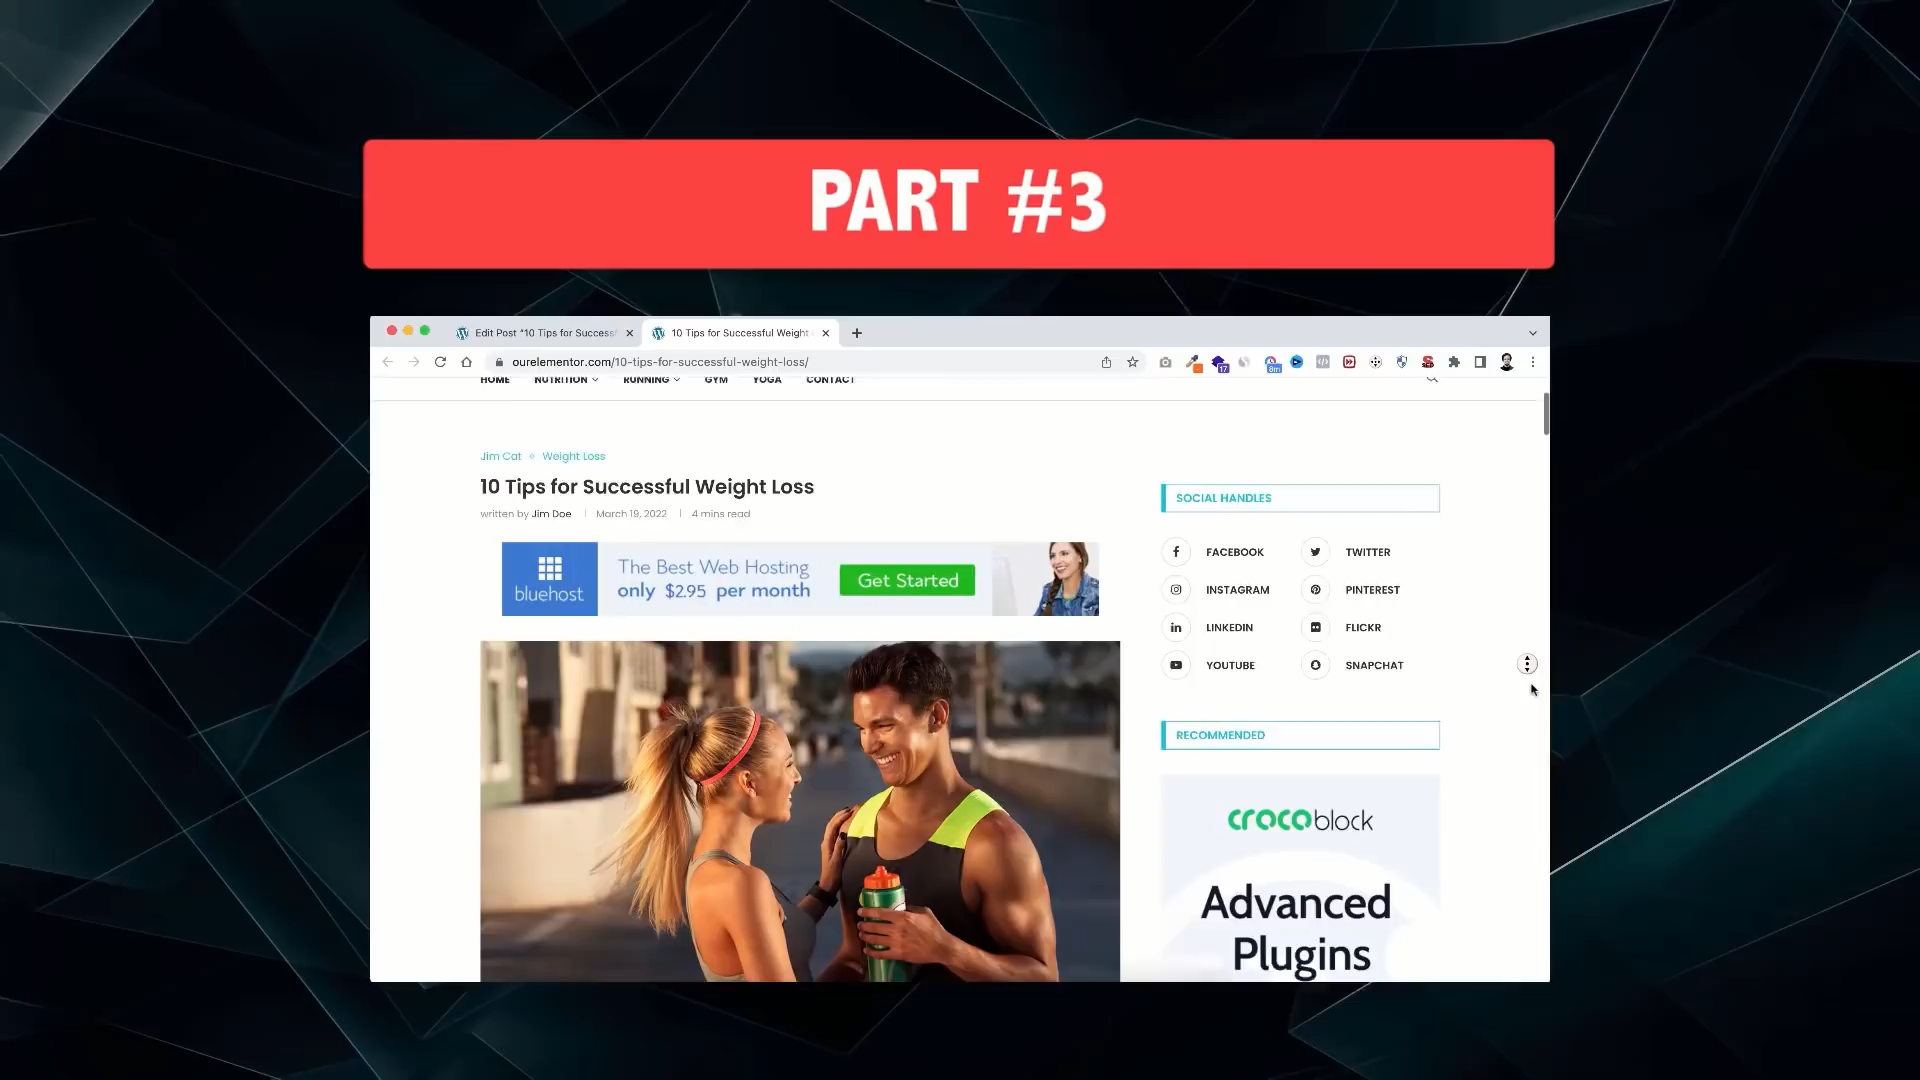 PART #3
Edit Post "10 Tips for Success
10 Tips for Successful Weight
ourelementor.com/10-tips-for-successful-weight-loss/
17
8m
HOME NUTRITION RUNNING GYM YOGA CONTACT
Jim Cat Weight Loss
10 Tips for Successful Weight Loss
written by Jim Doe March 19, 2022 4 mins read
bluehost
The Best Web Hosting
only $2.95 per month
Get Started
SOCIAL HANDLES
FACEBOOK TWITTER
INSTAGRAM PINTEREST
LINKEDIN FLICKR
YOUTUBE SNAPCHAT
RECOMMENDED
crocoblock
Advanced
Plugins